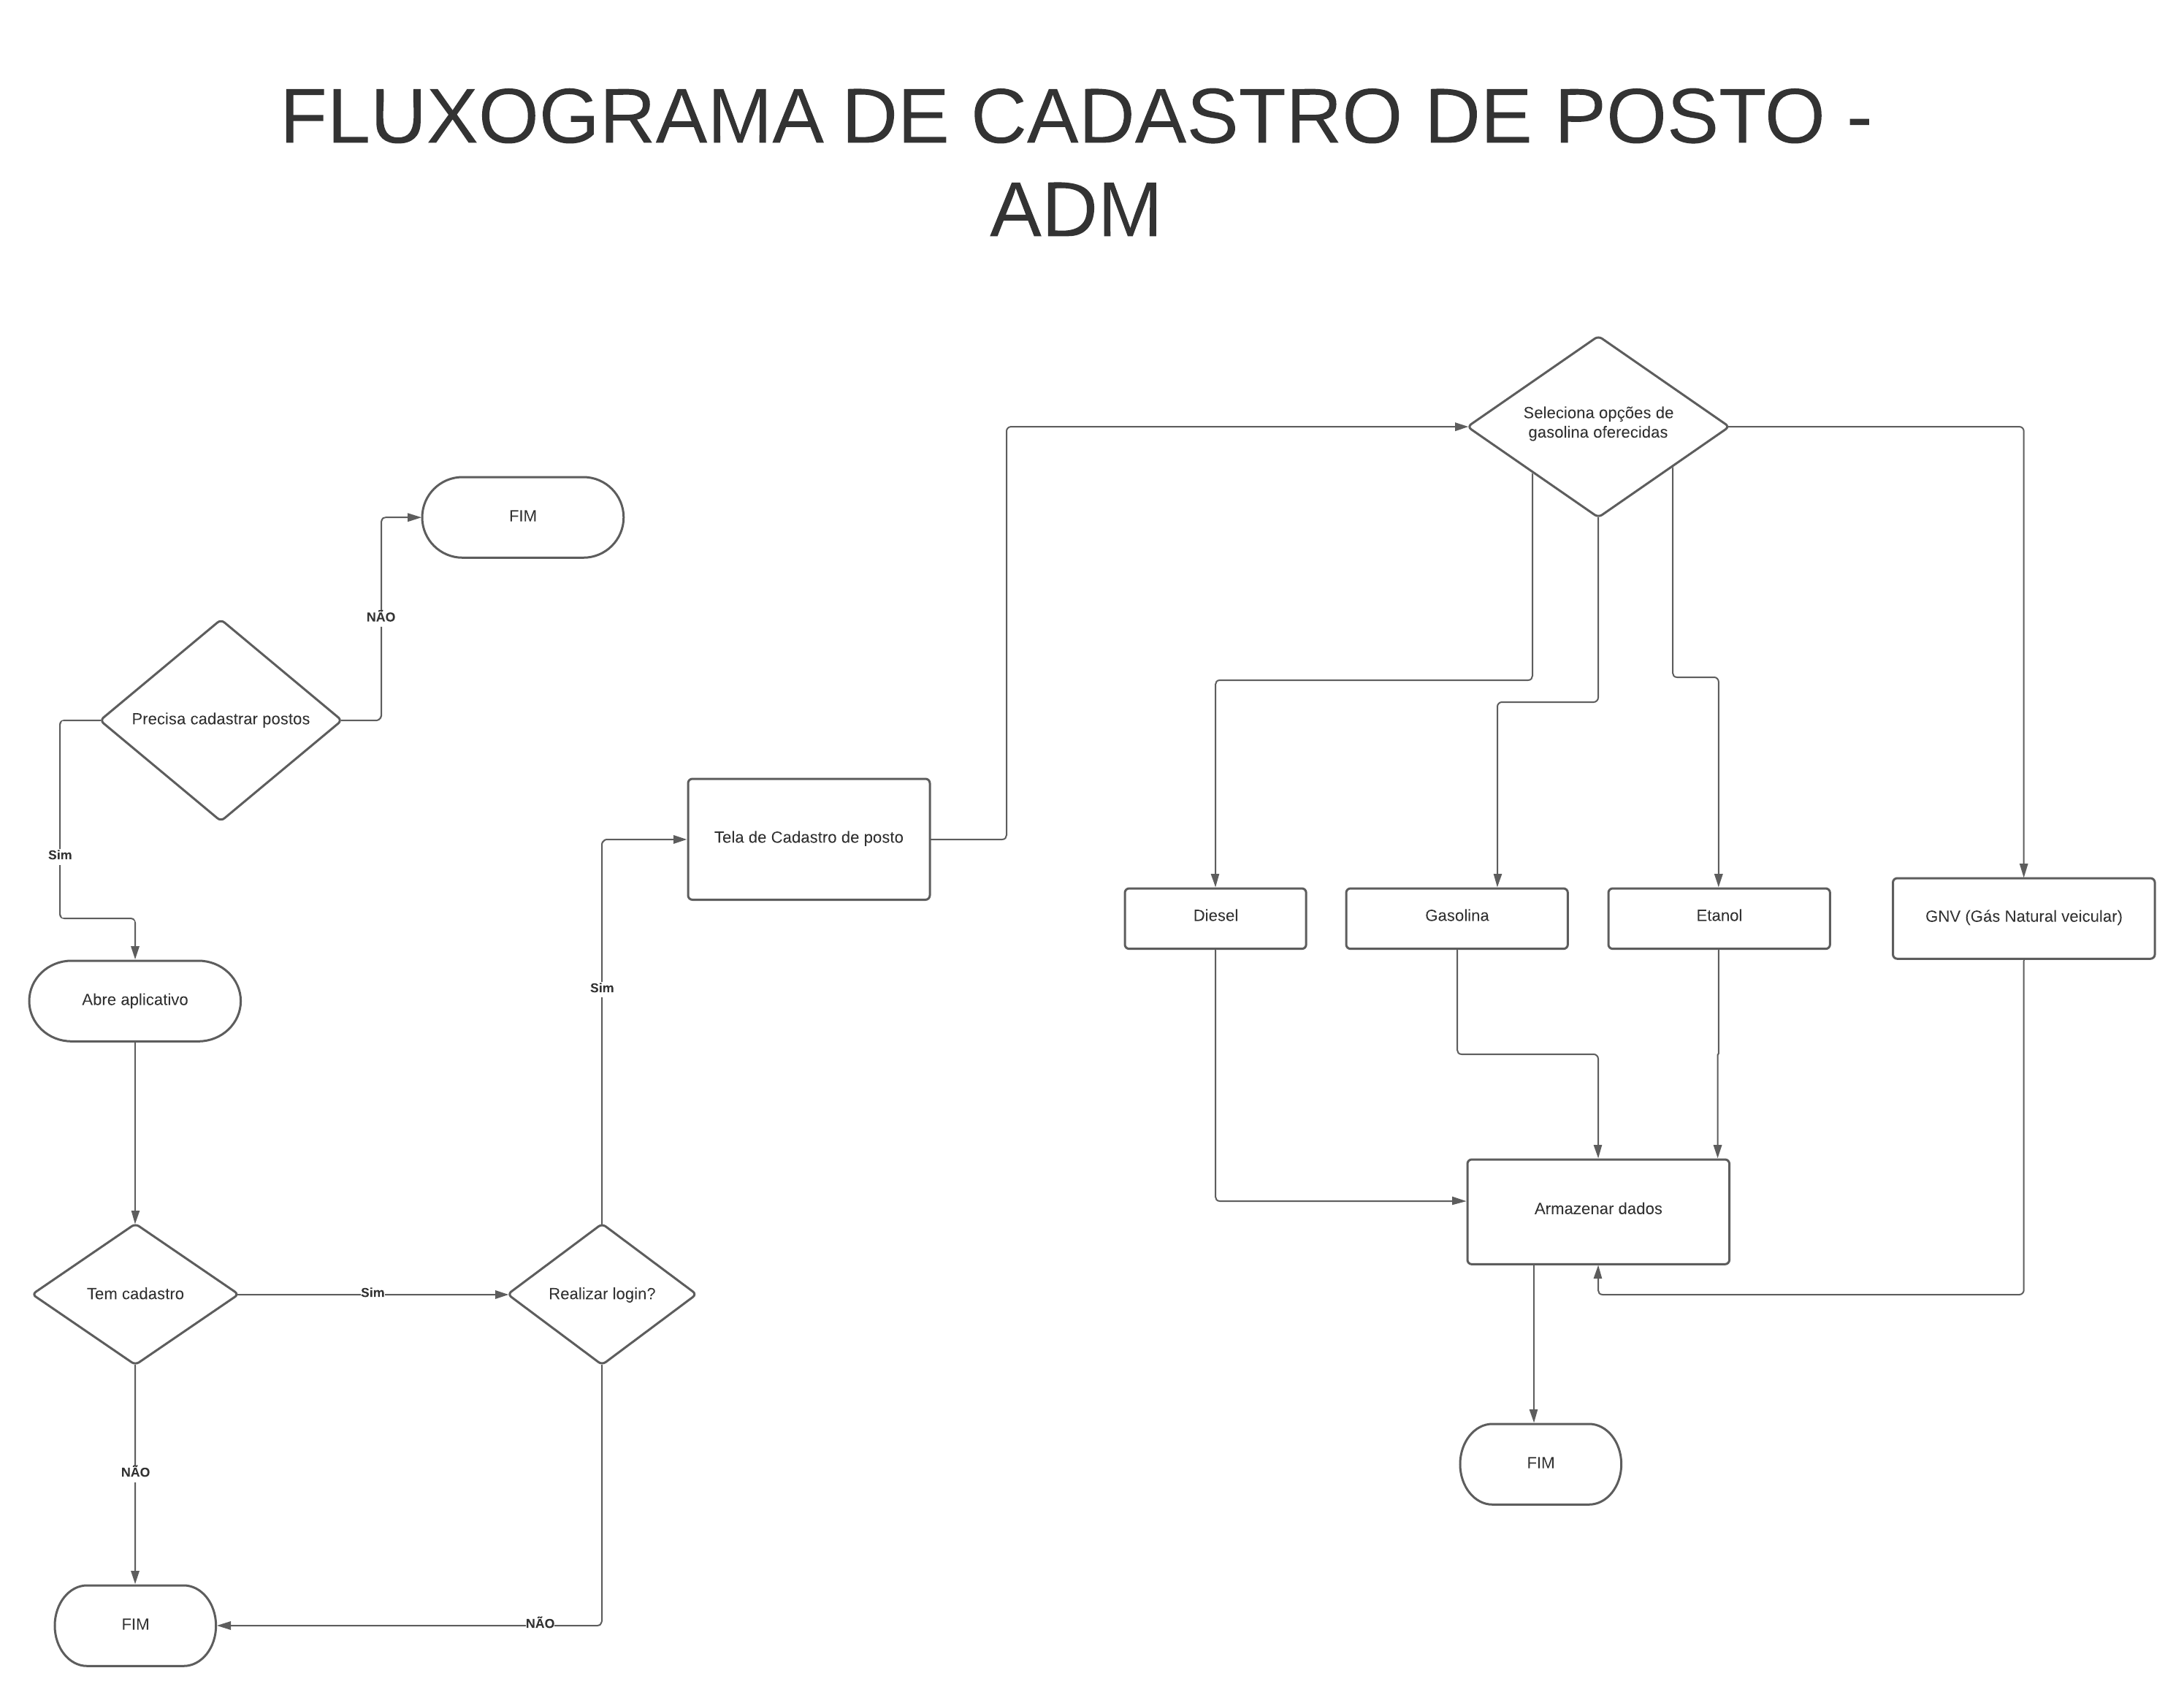 FLUXOGRAMA DE CADASTRO DE POSTO -
ADM
Seleciona opções de
gasolina oferecidas
FIM
NÃO
Precisa cadastrar postos
Sim
Tela de Cadastro de posto
Diesel
Gasolina
Etanol
GNV (Gás Natural veicular)
Sim
Abre aplicativo
Armazenar dados
Tem cadastro
Sim
Realizar login?
NÃO
FIM
FIM
NÃO